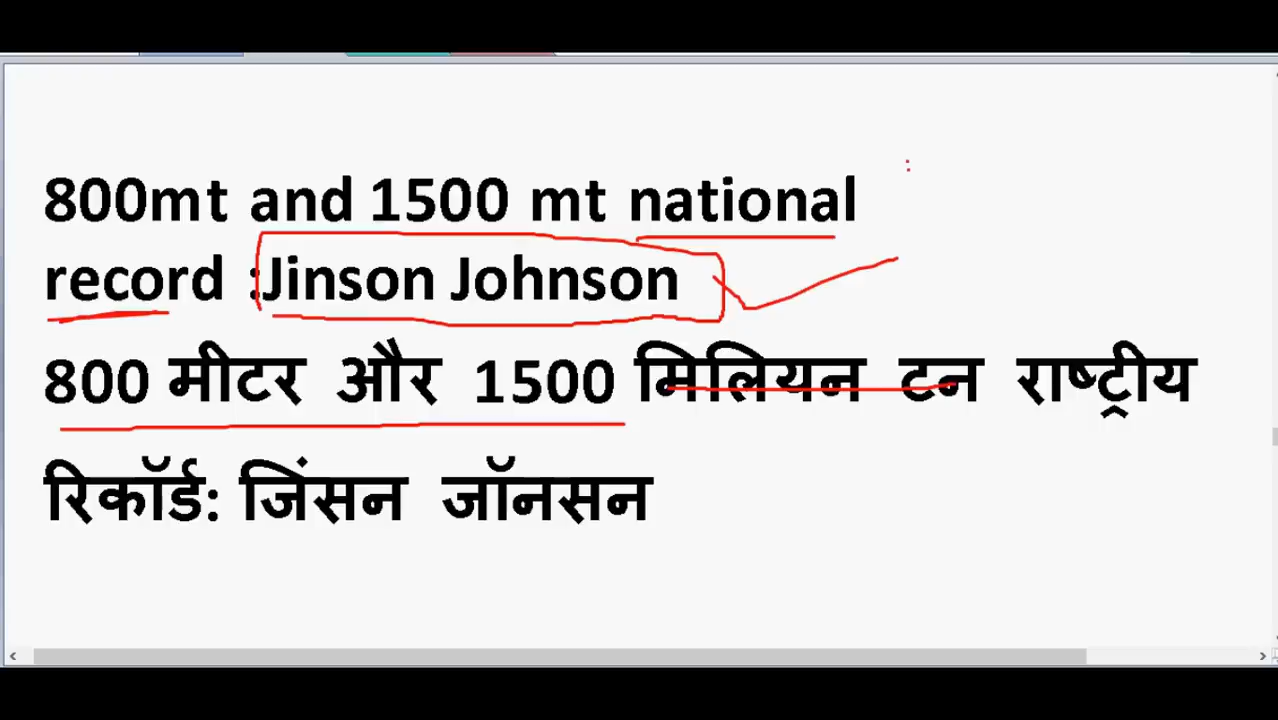 800mt and 1500 mt national
record :Jinson Johnson
800 मीटर और 1500 मिलियन टन राष्ट्रीय
रिकॉर्ड: जिंसन जॉनसन